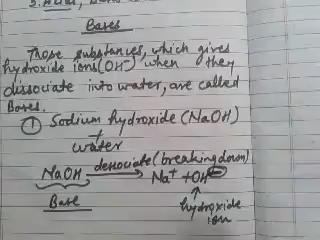 Bases
Those substances, which gives
hydroxide ions (OH⁻) when they
dissociate into water, are called
Bases.
① Sodium hydroxide (NaOH)
+
water
NaOH dessociate (breaking down) Na⁺ + OH⁻
Base
hydroxide
ion